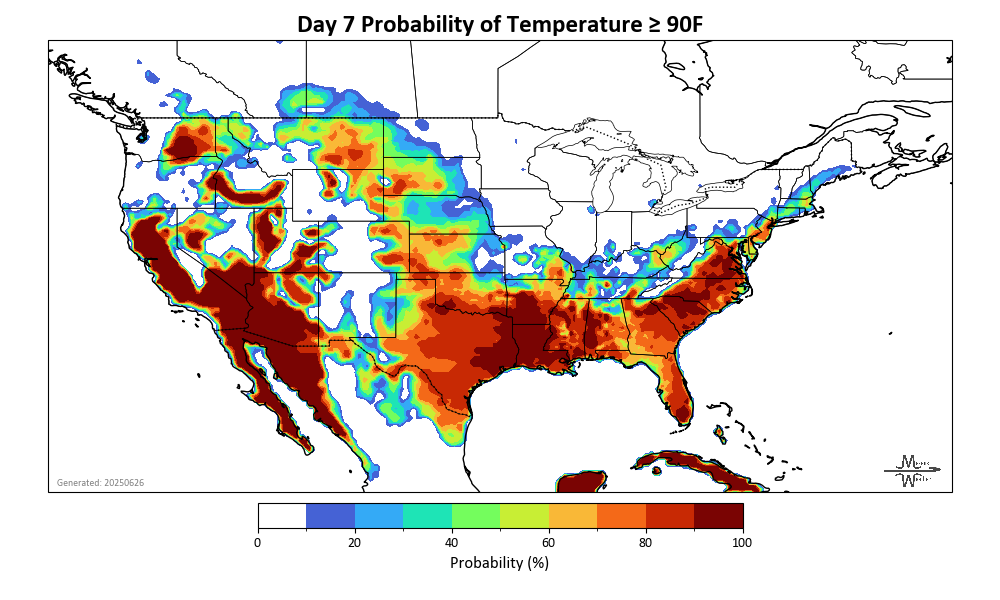 Day 7 Probability of Temperature ≥ 90F
Generated: 20250626
0 20 40 60 80 100
Probability (%)